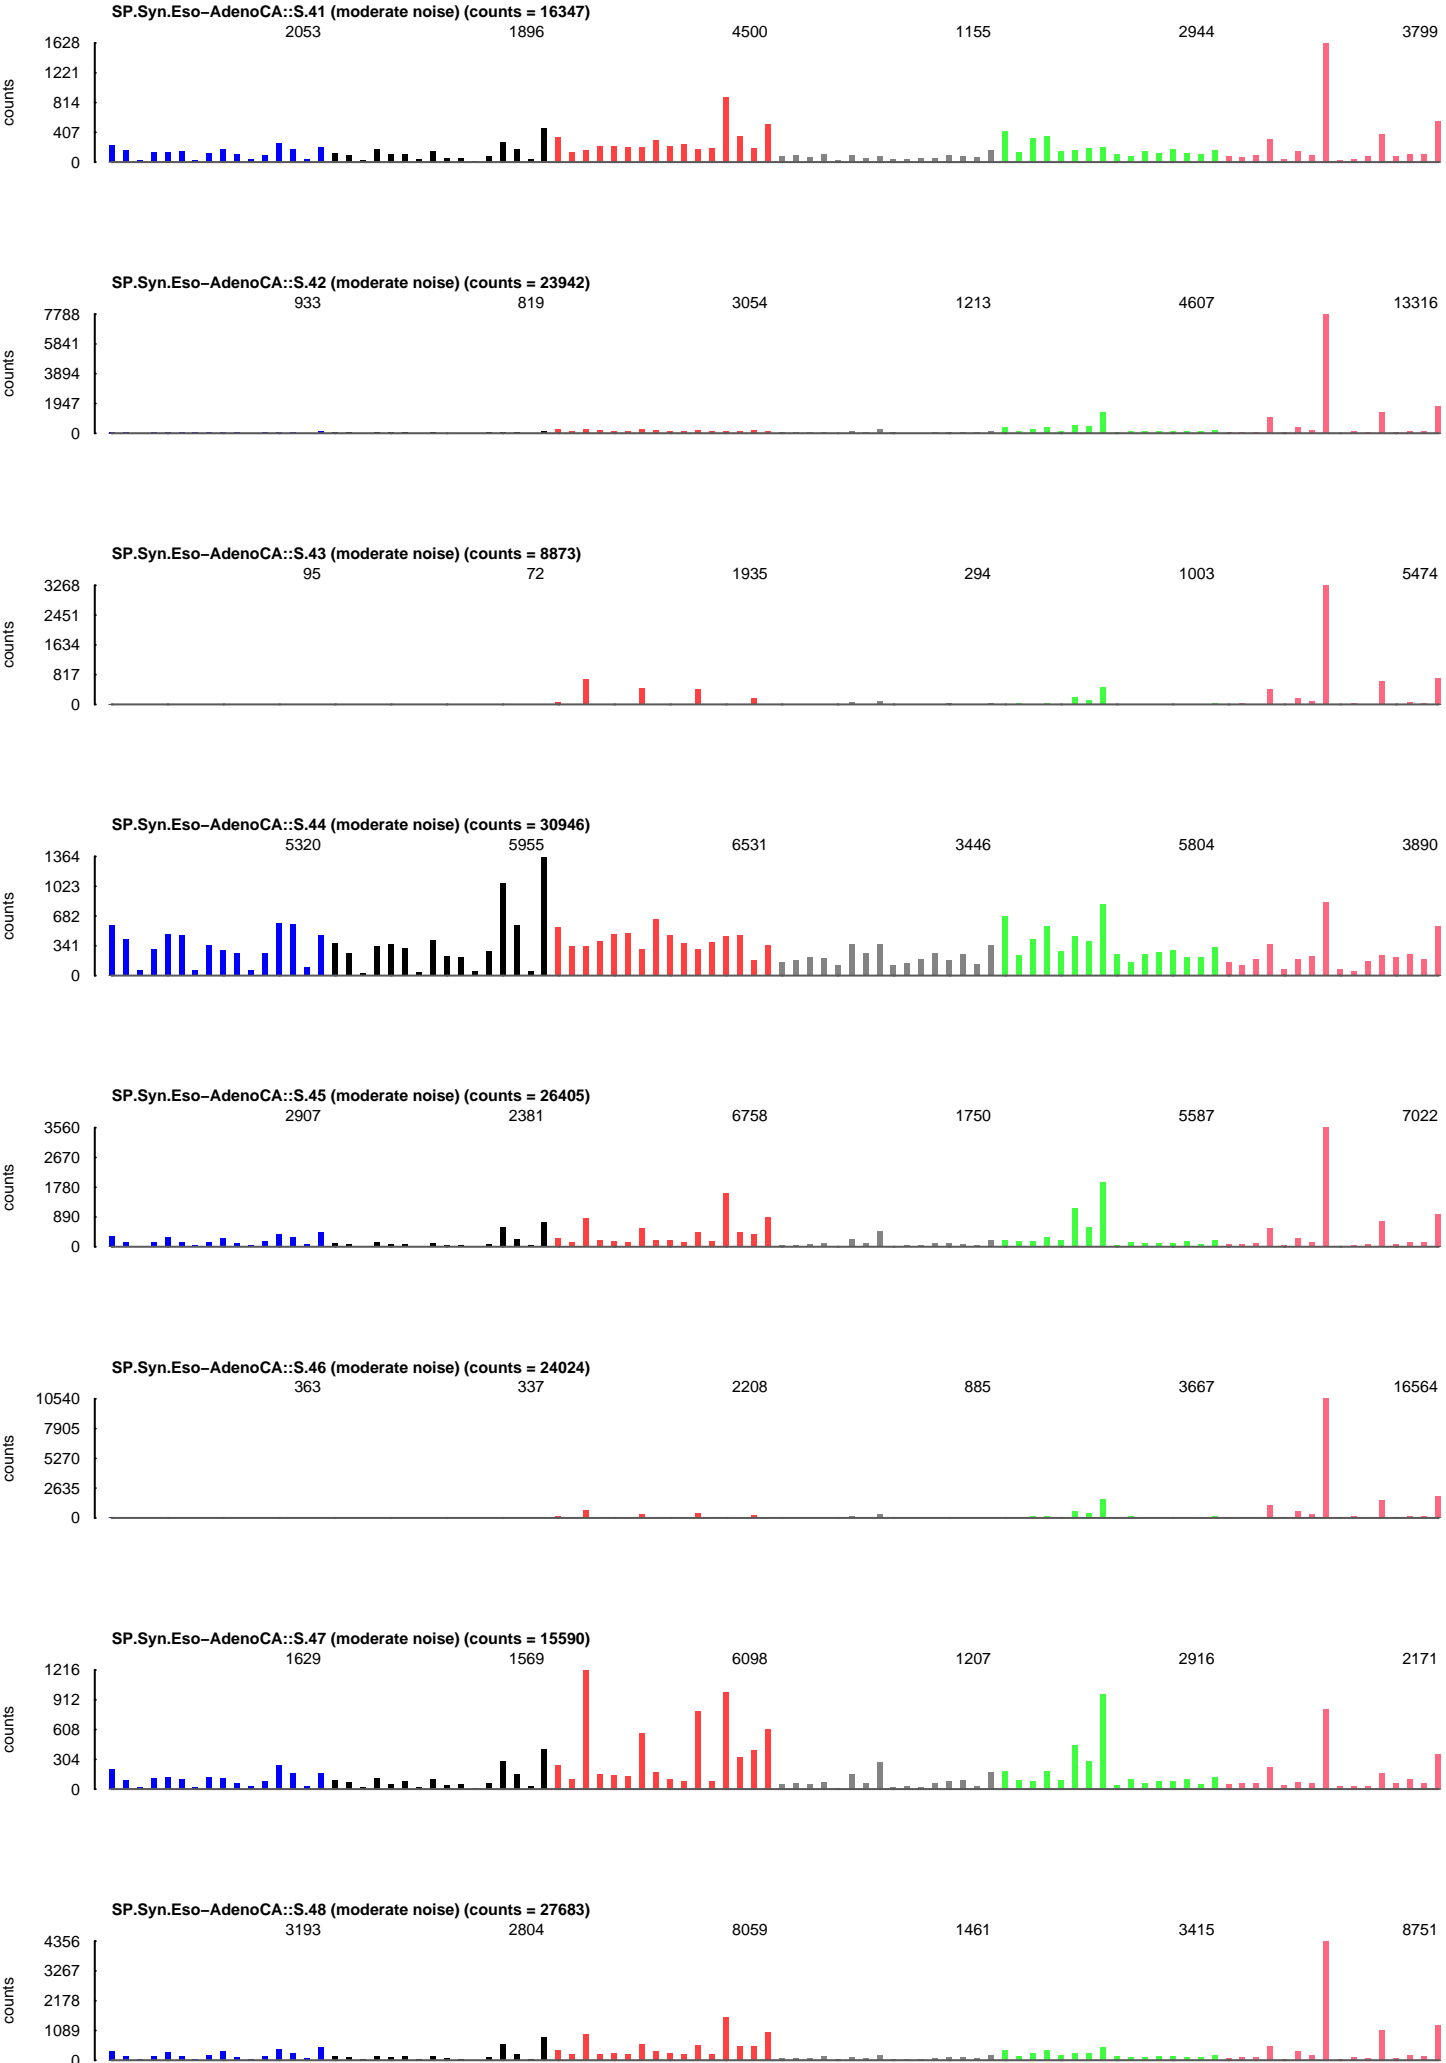 SP.Syn.Eso−AdenoCA::S.41 (moderate noise) (counts = 16347)
2053 1896 4500 1155 2944 3799
1628
1221
814
407
0
counts
SP.Syn.Eso−AdenoCA::S.42 (moderate noise) (counts = 23942)
933 819 3054 1213 4607 13316
7788
5841
3894
1947
0
counts
SP.Syn.Eso−AdenoCA::S.43 (moderate noise) (counts = 8873)
95 72 1935 294 1003 5474
3268
2451
1634
817
0
counts
SP.Syn.Eso−AdenoCA::S.44 (moderate noise) (counts = 30946)
5320 5955 6531 3446 5804 3890
1364
1023
682
341
0
counts
SP.Syn.Eso−AdenoCA::S.45 (moderate noise) (counts = 26405)
2907 2381 6758 1750 5587 7022
3560
2670
1780
890
0
counts
SP.Syn.Eso−AdenoCA::S.46 (moderate noise) (counts = 24024)
363 337 2208 885 3667 16564
10540
7905
5270
2635
0
counts
SP.Syn.Eso−AdenoCA::S.47 (moderate noise) (counts = 15590)
1629 1569 6098 1207 2916 2171
1216
912
608
304
0
counts
SP.Syn.Eso−AdenoCA::S.48 (moderate noise) (counts = 27683)
3193 2804 8059 1461 3415 8751
4356
3267
2178
1089
0
counts